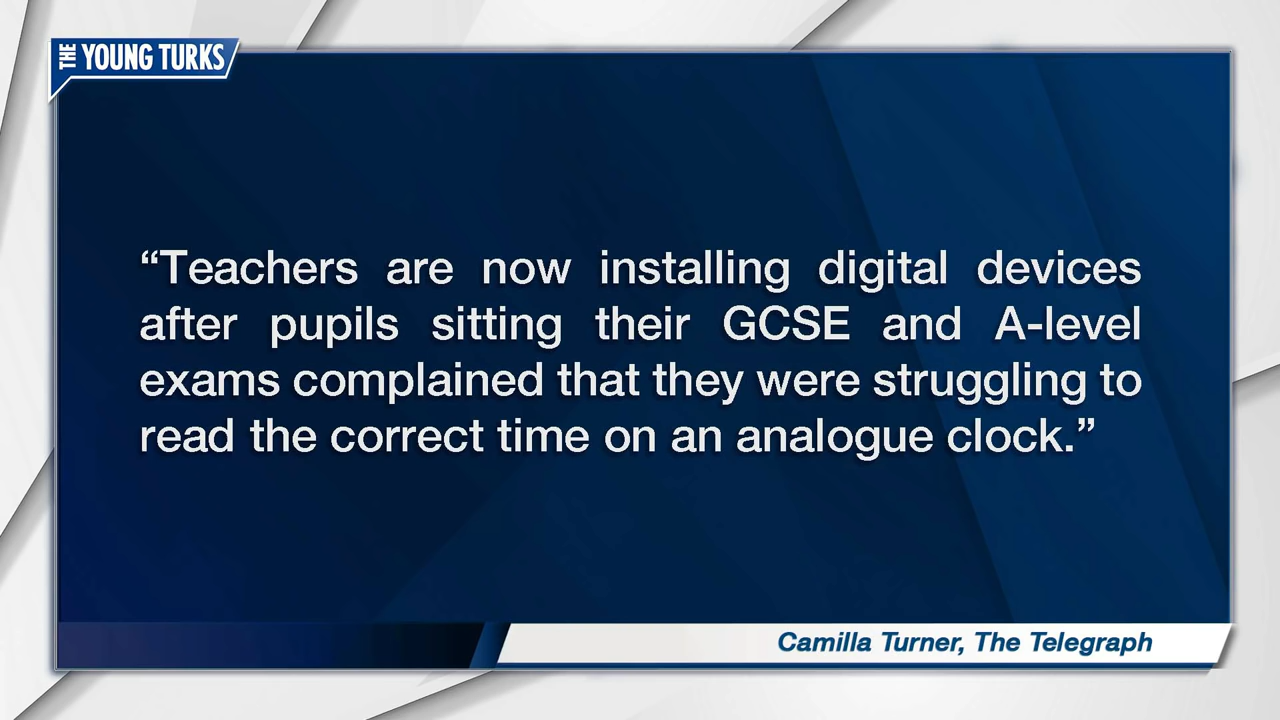 THE YOUNG TURKS
“Teachers are now installing digital devices
after pupils sitting their GCSE and A-level
exams complained that they were struggling to
read the correct time on an analogue clock.”
Camilla Turner, The Telegraph